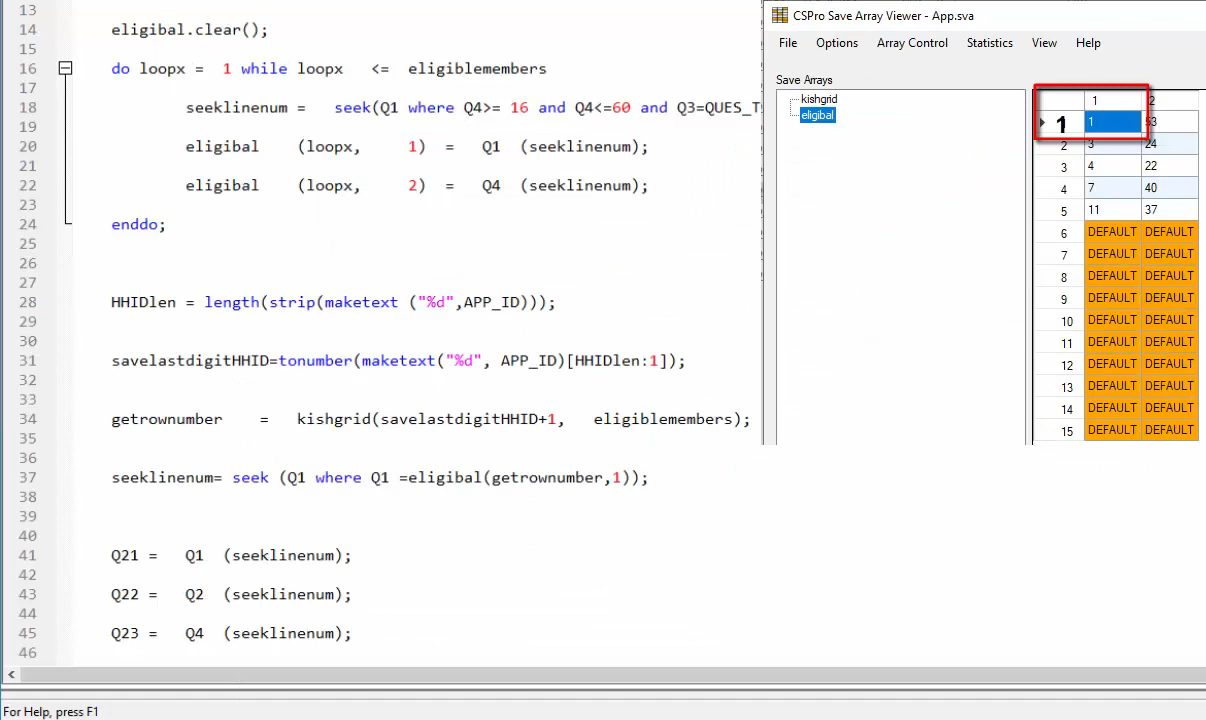 13
14 eligibal.clear();
15
16 do loopx = 1 while loopx <= eligiblemembers
17
18 seeklinenum = seek(Q1 where Q4>= 16 and Q4<=60 and Q3=QUES_T
19
20 eligibal (loopx, 1) = Q1 (seeklinenum);
21
22 eligibal (loopx, 2) = Q4 (seeklinenum);
23
24 enddo;
25
26
27
28 HHIDlen = length(strip(maketext ("%d",APP_ID)));
29
30
31 savelastdigitHHID=tonumber(maketext("%d", APP_ID)[HHIDlen:1]);
32
33
34 getrownumber = kishgrid(savelastdigitHHID+1, eligiblemembers);
35
36
37 seeklinenum= seek (Q1 where Q1 =eligibal(getrownumber,1));
38
39
40
41 Q21 = Q1 (seeklinenum);
42
43 Q22 = Q2 (seeklinenum);
44
45 Q23 = Q4 (seeklinenum);
46
For Help, press F1
CSPro Save Array Viewer - App.sva
File Options Array Control Statistics View Help
Save Arrays
kishgrid
eligibal
1 2
1 1 53
2 3 24
3 4 22
4 7 40
5 11 37
6 DEFAULT DEFAULT
7 DEFAULT DEFAULT
8 DEFAULT DEFAULT
9 DEFAULT DEFAULT
10 DEFAULT DEFAULT
11 DEFAULT DEFAULT
12 DEFAULT DEFAULT
13 DEFAULT DEFAULT
14 DEFAULT DEFAULT
15 DEFAULT DEFAULT